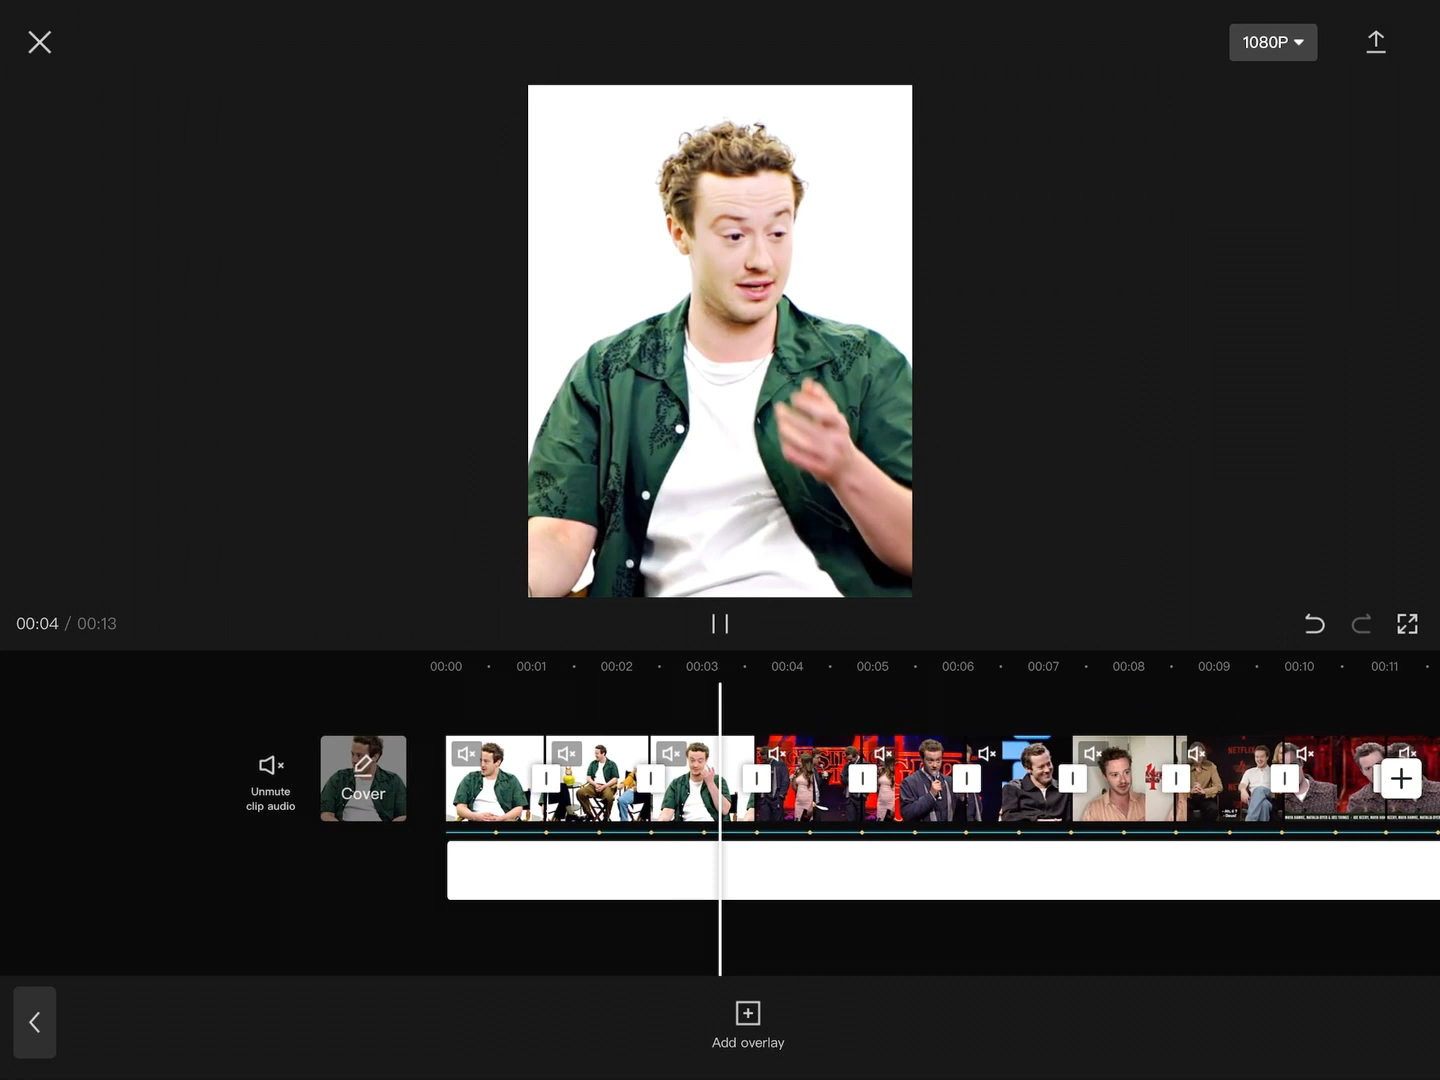 1080P
00:04 / 00:13
00:00 00:01 00:02 00:03 00:04 00:05 00:06 00:07 00:08 00:09 00:10 00:11
Unmute
clip audio
Cover
NETFLIX
Add overlay